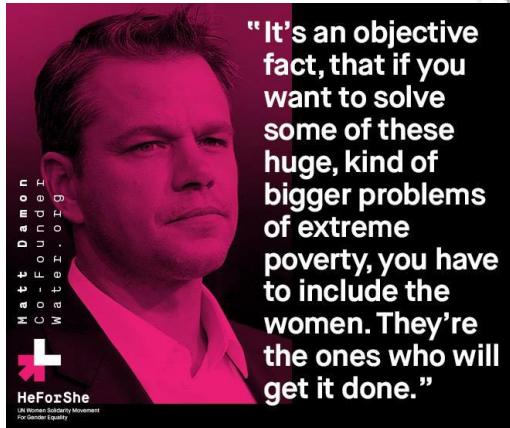 “It’s an objective
fact, that if you
want to solve
some of these
huge, kind of
bigger problems
of extreme
poverty, you have
to include the
women. They’re
the ones who will
get it done.”
Matt Damon
Co-Founder
Water.org
HeForShe
UN Women Solidarity Movement
For Gender Equality